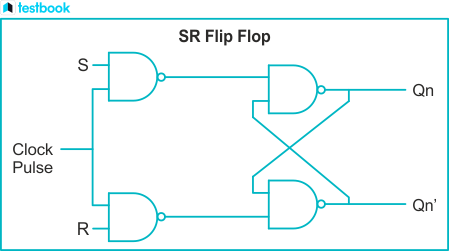 testbook
SR Flip Flop
S
Qn
Clock
Pulse
R
Qn’